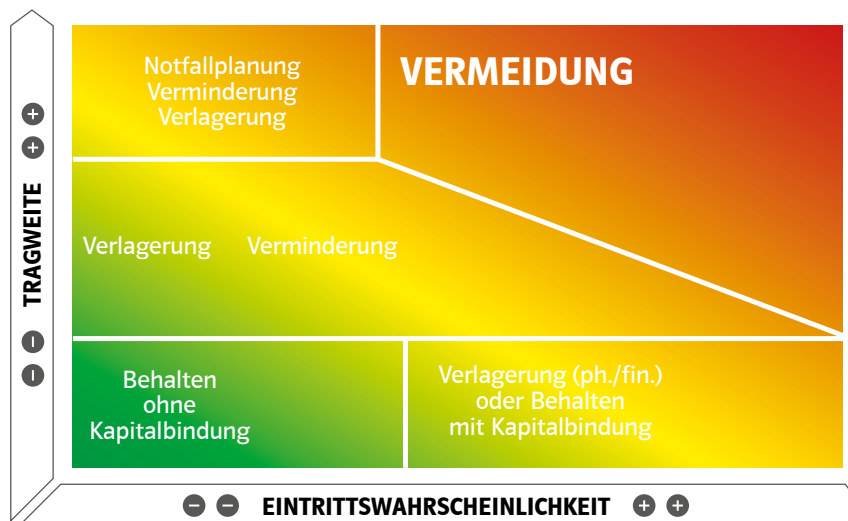 Notfallplanung
Verminderung
Verlagerung
VERMEIDUNG
Verlagerung
Verminderung
Behalten
ohne
Kapitalbindung
Verlagerung (ph./fin.)
oder Behalten
mit Kapitalbindung
++ TRAGWEITE −−
−− EINTRITTSWAHRSCHEINLICHKEIT ++